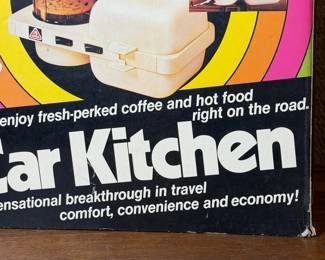 enjoy fresh-perked coffee and hot food
right on the road.
Car Kitchen
ensational breakthrough in travel
comfort, convenience and economy!